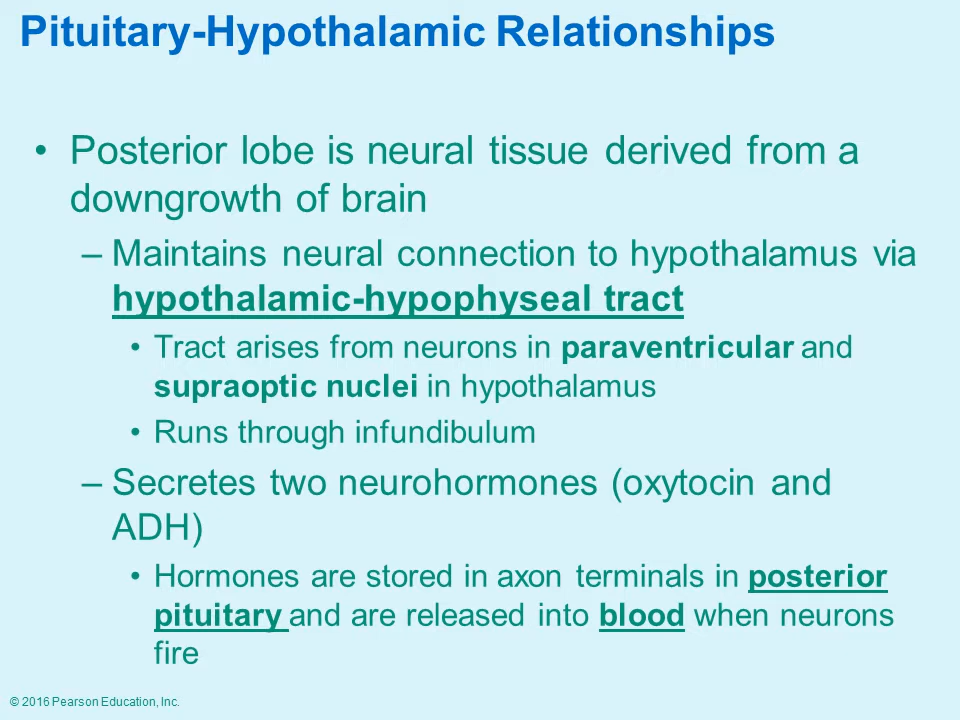 Pituitary-Hypothalamic Relationships
• Posterior lobe is neural tissue derived from a
downgrowth of brain
– Maintains neural connection to hypothalamus via
hypothalamic-hypophyseal tract
• Tract arises from neurons in paraventricular and
supraoptic nuclei in hypothalamus
• Runs through infundibulum
– Secretes two neurohormones (oxytocin and
ADH)
• Hormones are stored in axon terminals in posterior
pituitary and are released into blood when neurons
fire
© 2016 Pearson Education, Inc.